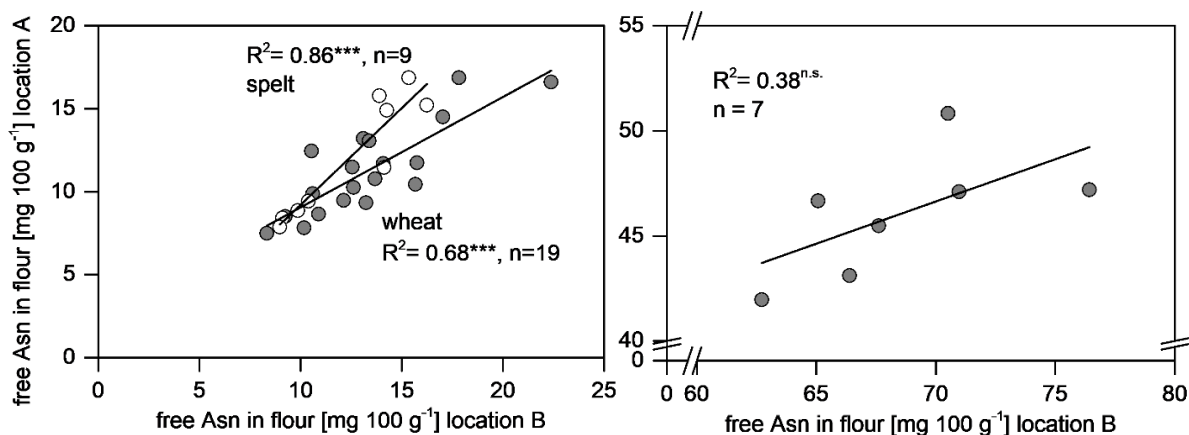 free Asn in flour [mg 100 g⁻¹] location A
20
15
10
5
0
R²= 0.86***, n=9
spelt
wheat
R²= 0.68***, n=19
0 5 10 15 20 25
free Asn in flour [mg 100 g⁻¹] location B
55
50
45
40
0
R²= 0.38ⁿ·ˢ·
n = 7
0 60 65 70 75 80
free Asn in flour [mg 100 g⁻¹] location B